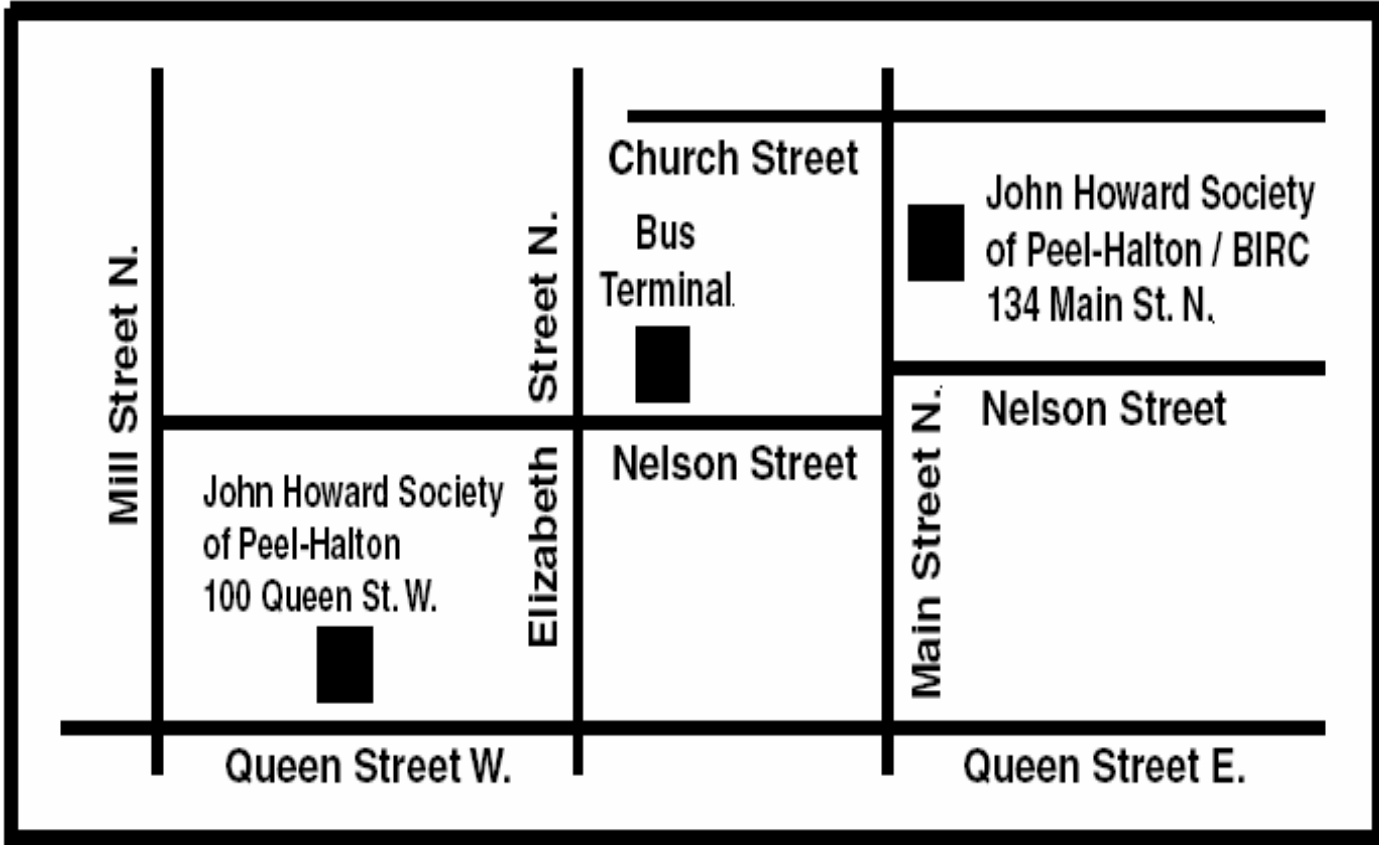 Church Street
Bus
Terminal
John Howard Society
of Peel-Halton / BIRC
134 Main St. N.
Mill Street N.
Elizabeth Street N.
Nelson Street
Nelson Street
Main Street N.
John Howard Society
of Peel-Halton
100 Queen St. W.
Queen Street W.
Queen Street E.